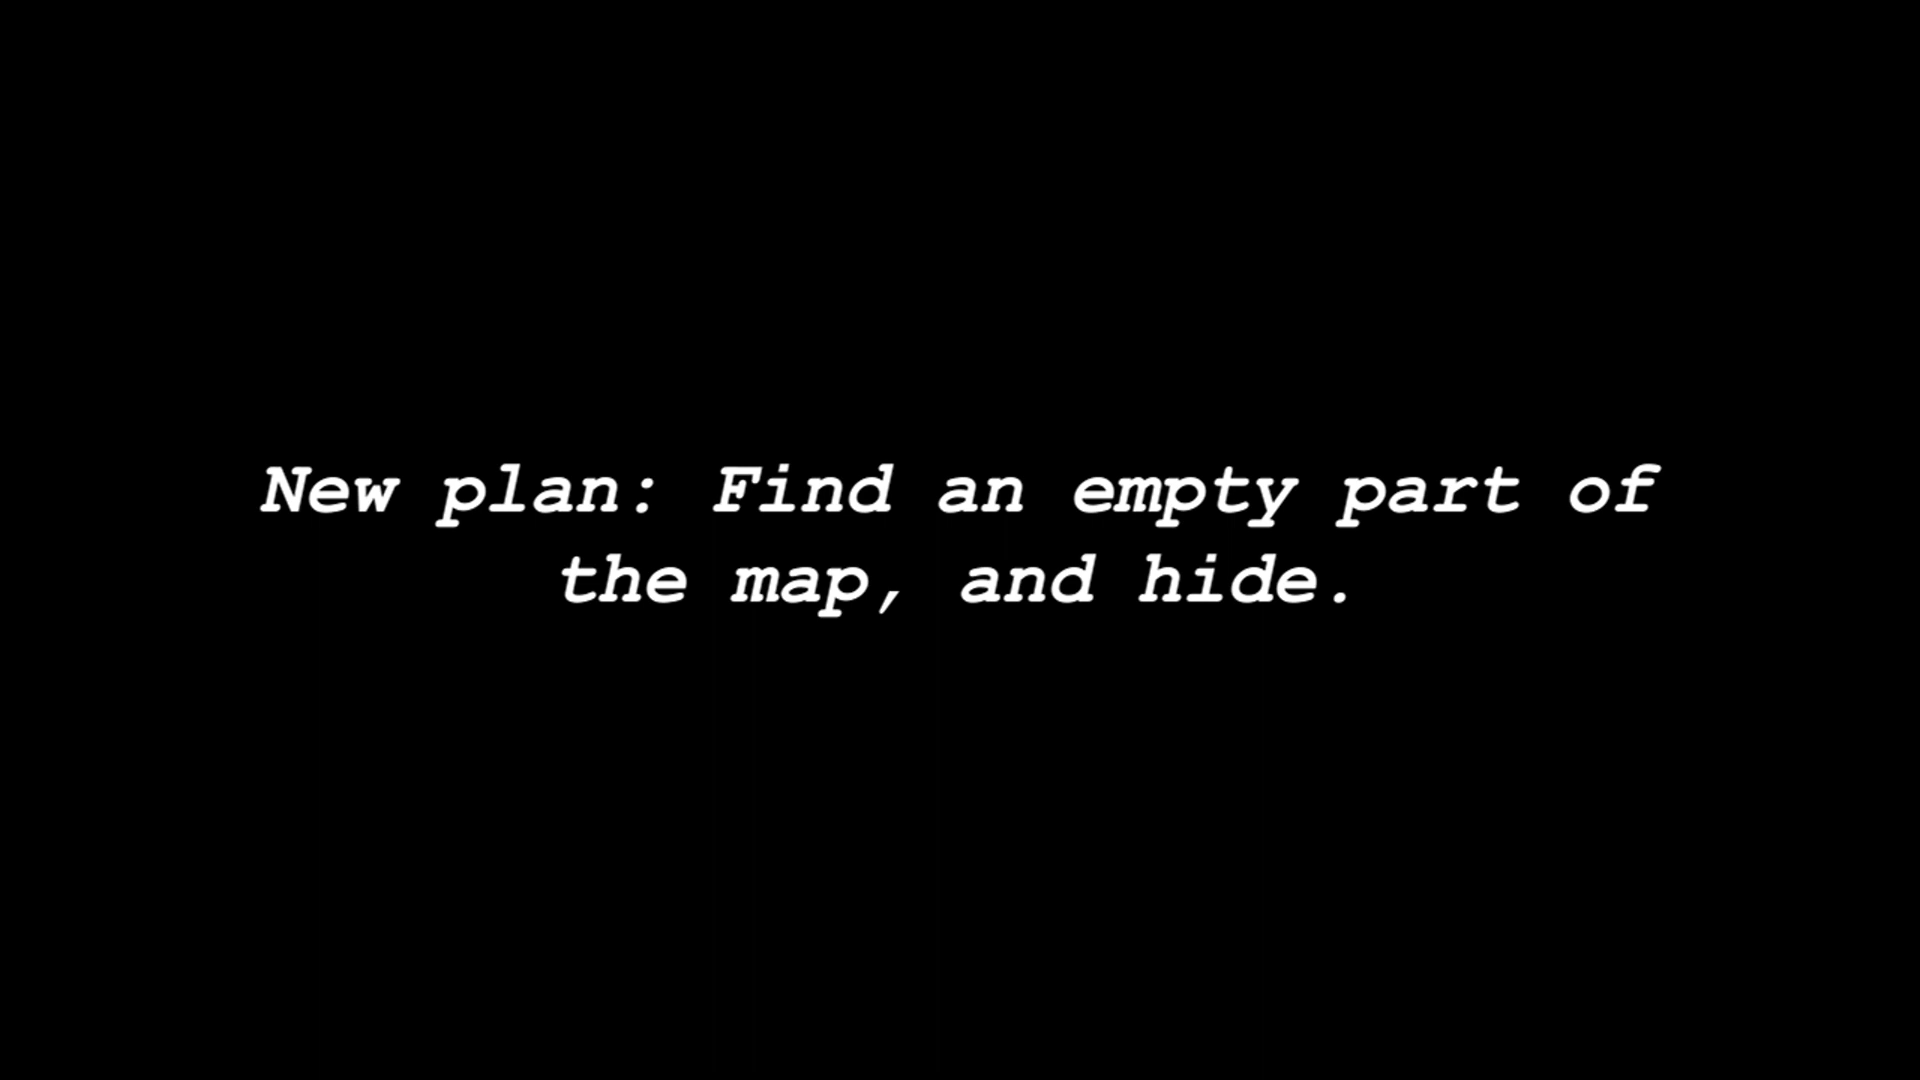 New plan: Find an empty part of
the map, and hide.